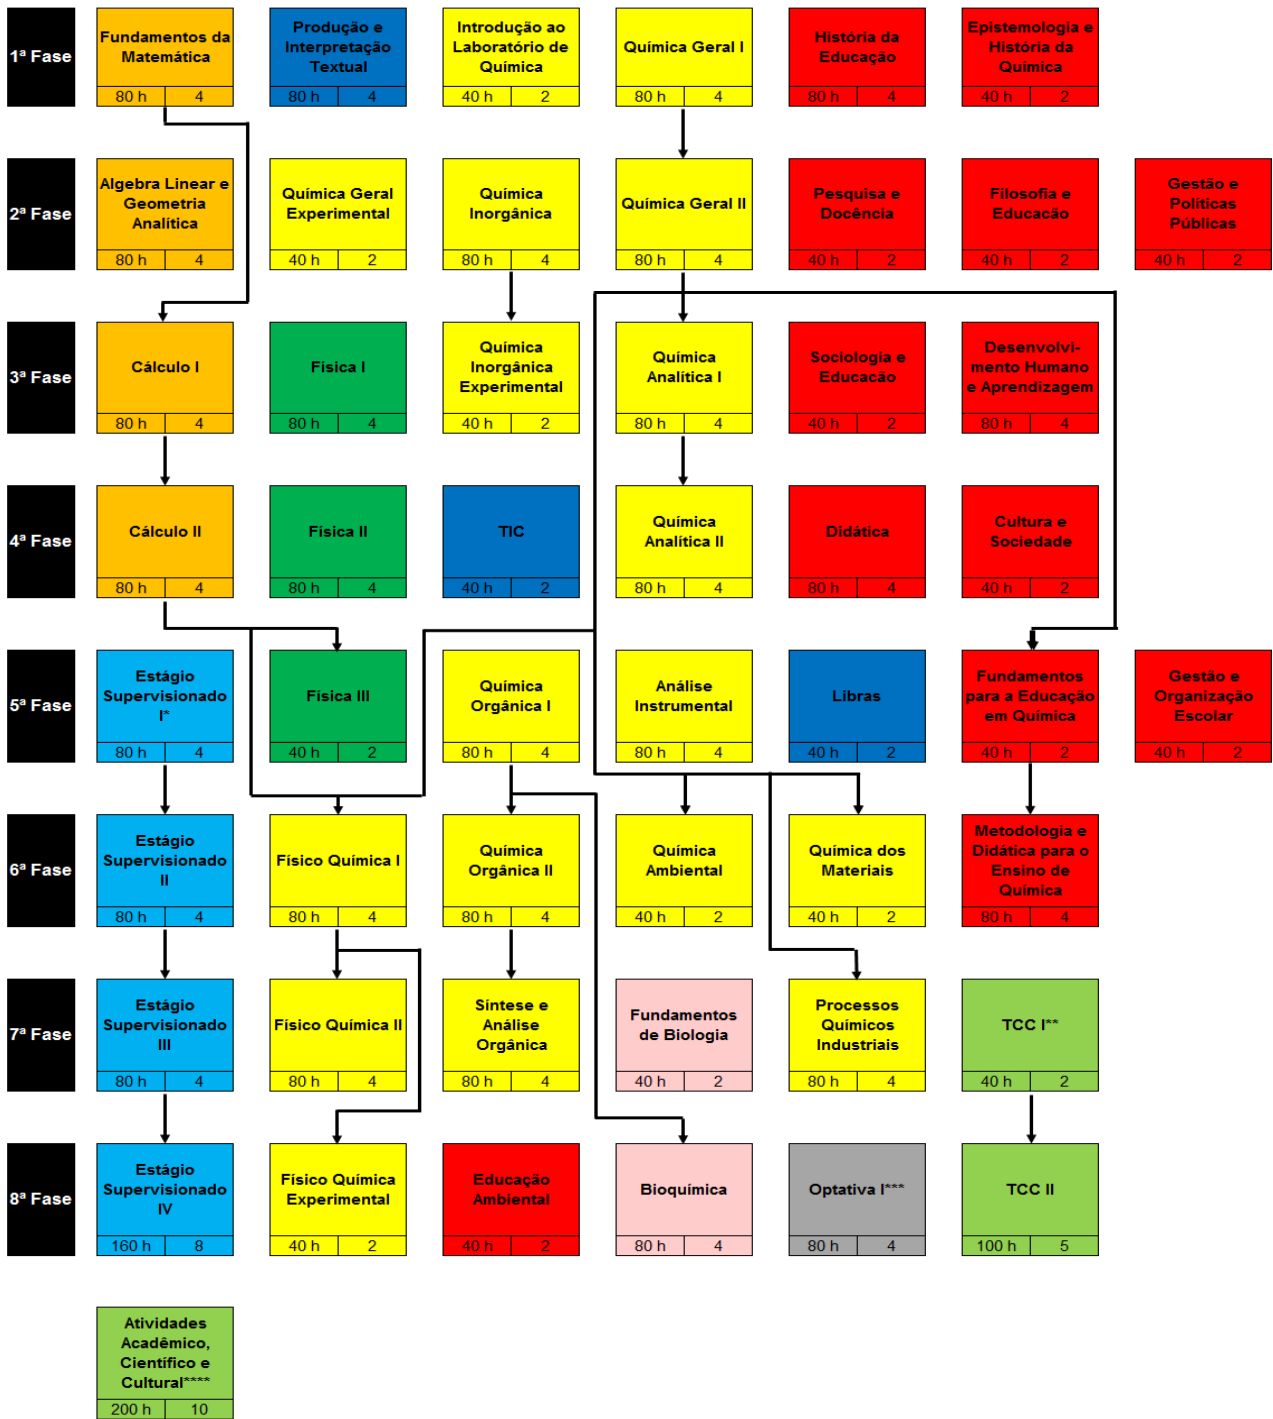 1ª Fase
Fundamentos da
Matemática
80 h 4
Produção e
Interpretação
Textual
80 h 4
Introdução ao
Laboratório de
Química
40 h 2
Química Geral I
80 h 4
História da
Educação
80 h 4
Epistemologia e
História da
Química
40 h 2
2ª Fase
Algebra Linear e
Geometria
Analítica
80 h 4
Química Geral
Experimental
40 h 2
Química
Inorgânica
80 h 4
Química Geral II
80 h 4
Pesquisa e
Docência
40 h 2
Filosofia e
Educacão
40 h 2
Gestão e
Políticas
Públicas
40 h 2
3ª Fase
Cálculo I
80 h 4
Física I
80 h 4
Química
Inorgânica
Experimental
40 h 2
Química
Analítica I
80 h 4
Sociologia e
Educacão
40 h 2
Desenvolvi-
mento Humano
e Aprendizagem
80 h 4
4ª Fase
Cálculo II
80 h 4
Física II
80 h 4
TIC
40 h 2
Química
Analítica II
80 h 4
Didática
80 h 4
Cultura e
Sociedade
40 h 2
5ª Fase
Estágio
Supervisionado
I*
80 h 4
Física III
40 h 2
Química
Orgânica I
80 h 4
Análise
Instrumental
80 h 4
Libras
40 h 2
Fundamentos
para a Educação
em Química
40 h 2
Gestão e
Organização
Escolar
40 h 2
6ª Fase
Estágio
Supervisionado
II
80 h 4
Físico Química I
80 h 4
Química
Orgânica II
80 h 4
Química
Ambiental
40 h 2
Química dos
Materiais
40 h 2
Metodologia e
Didática para o
Ensino de
Química
80 h 4
7ª Fase
Estágio
Supervisionado
III
80 h 4
Físico Química II
80 h 4
Síntese e
Análise
Orgânica
80 h 4
Fundamentos
de Biologia
40 h 2
Processos
Químicos
Industriais
80 h 4
TCC I**
40 h 2
8ª Fase
Estágio
Supervisionado
IV
160 h 8
Físico Química
Experimental
40 h 2
Educação
Ambiental
40 h 2
Bioquímica
80 h 4
Optativa I***
80 h 4
TCC II
100 h 5
Atividades
Acadêmico,
Científico e
Cultural****
200 h 10